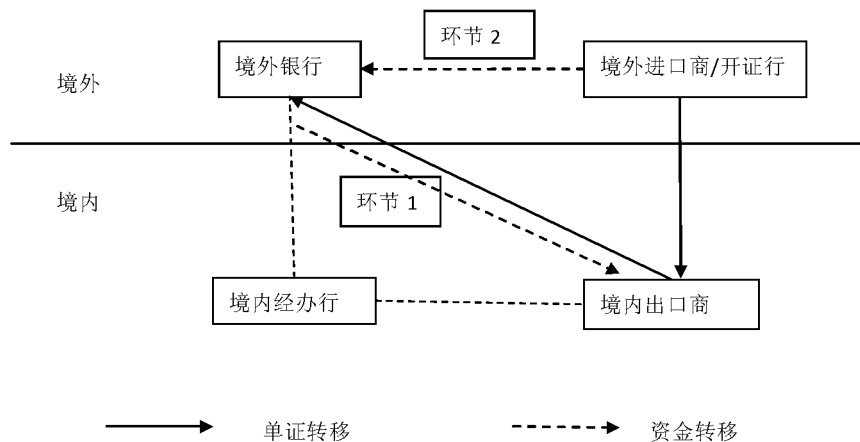 环节 2
境外银行
境外进口商/开证行
境外
环节 1
境内
境内经办行
境内出口商
单证转移
资金转移